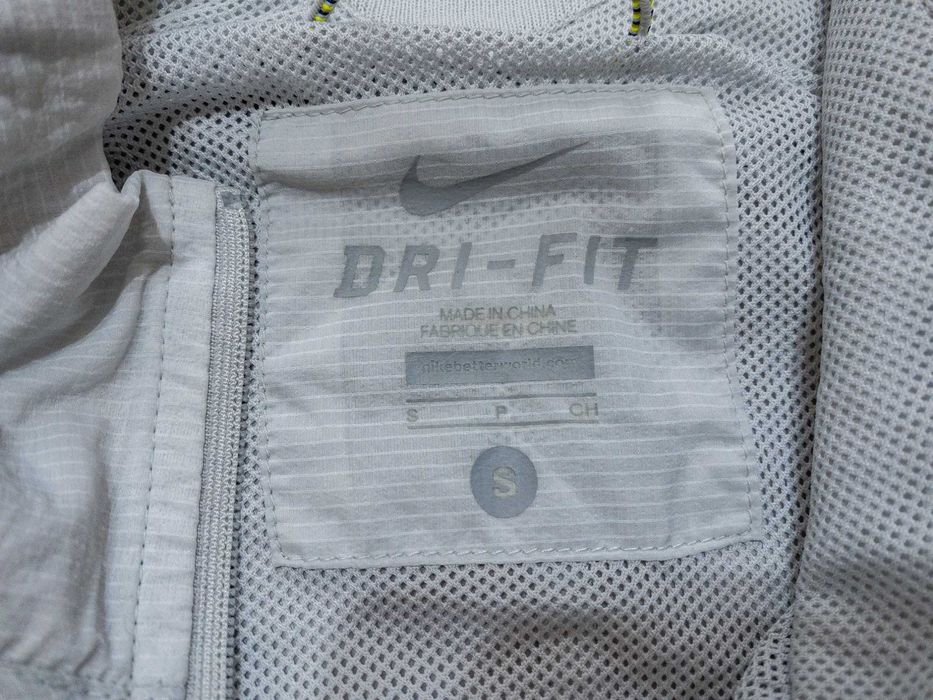 DRI-FIT
MADE IN CHINA
FABRIQUE EN CHINE
nikebetterworld.com
S P CH
S